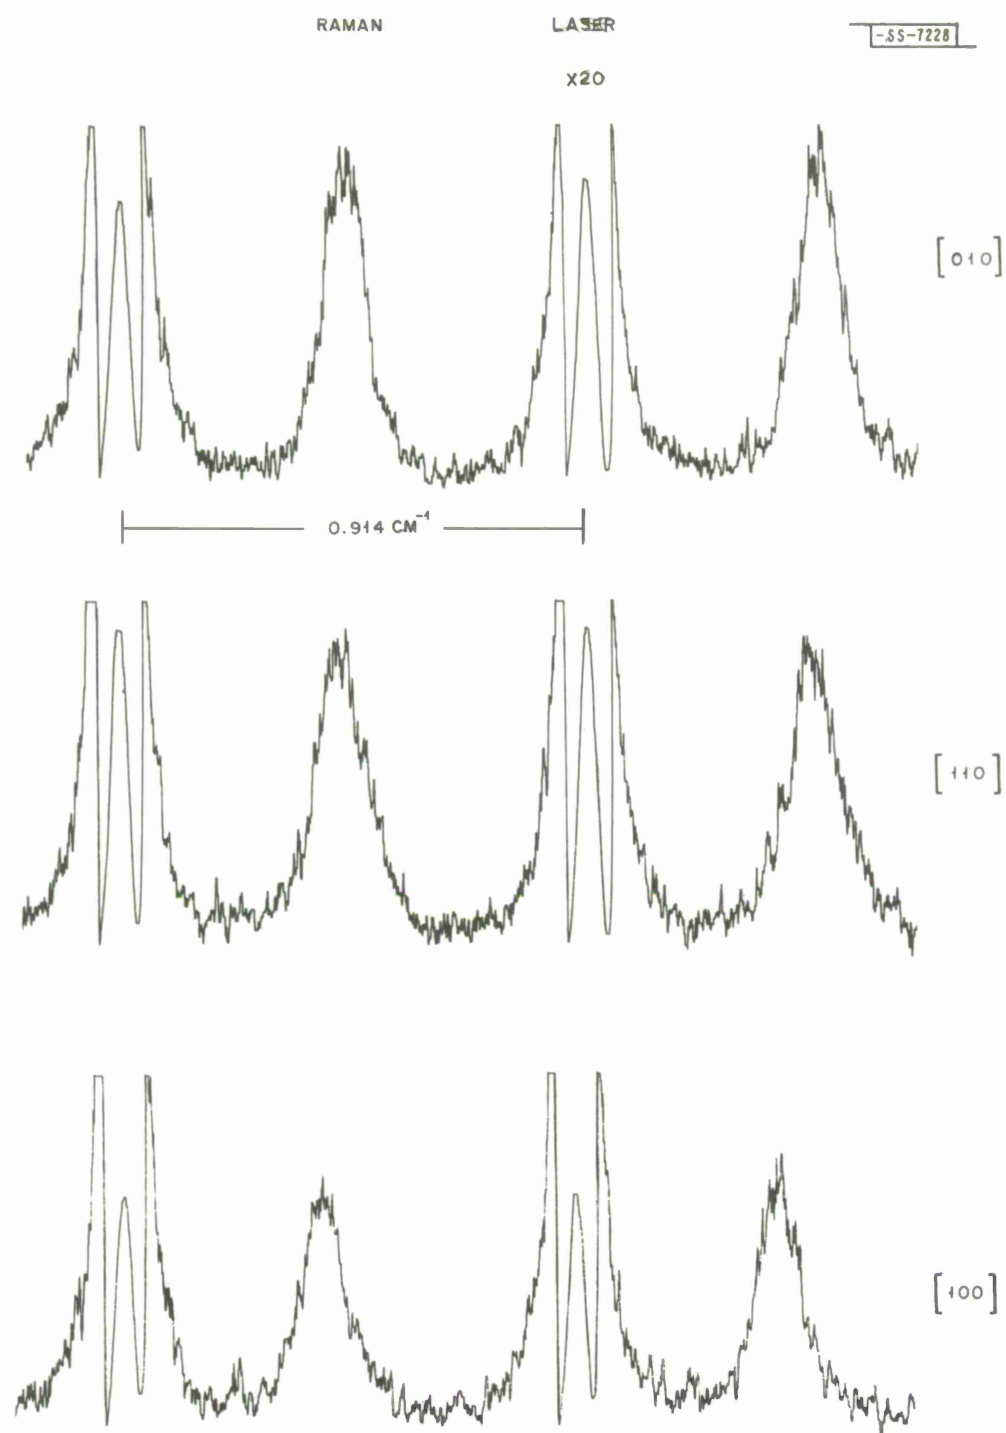 RAMAN LASER -SS-7228
X20
[010]
0.914 CM⁻¹
[110]
[100]